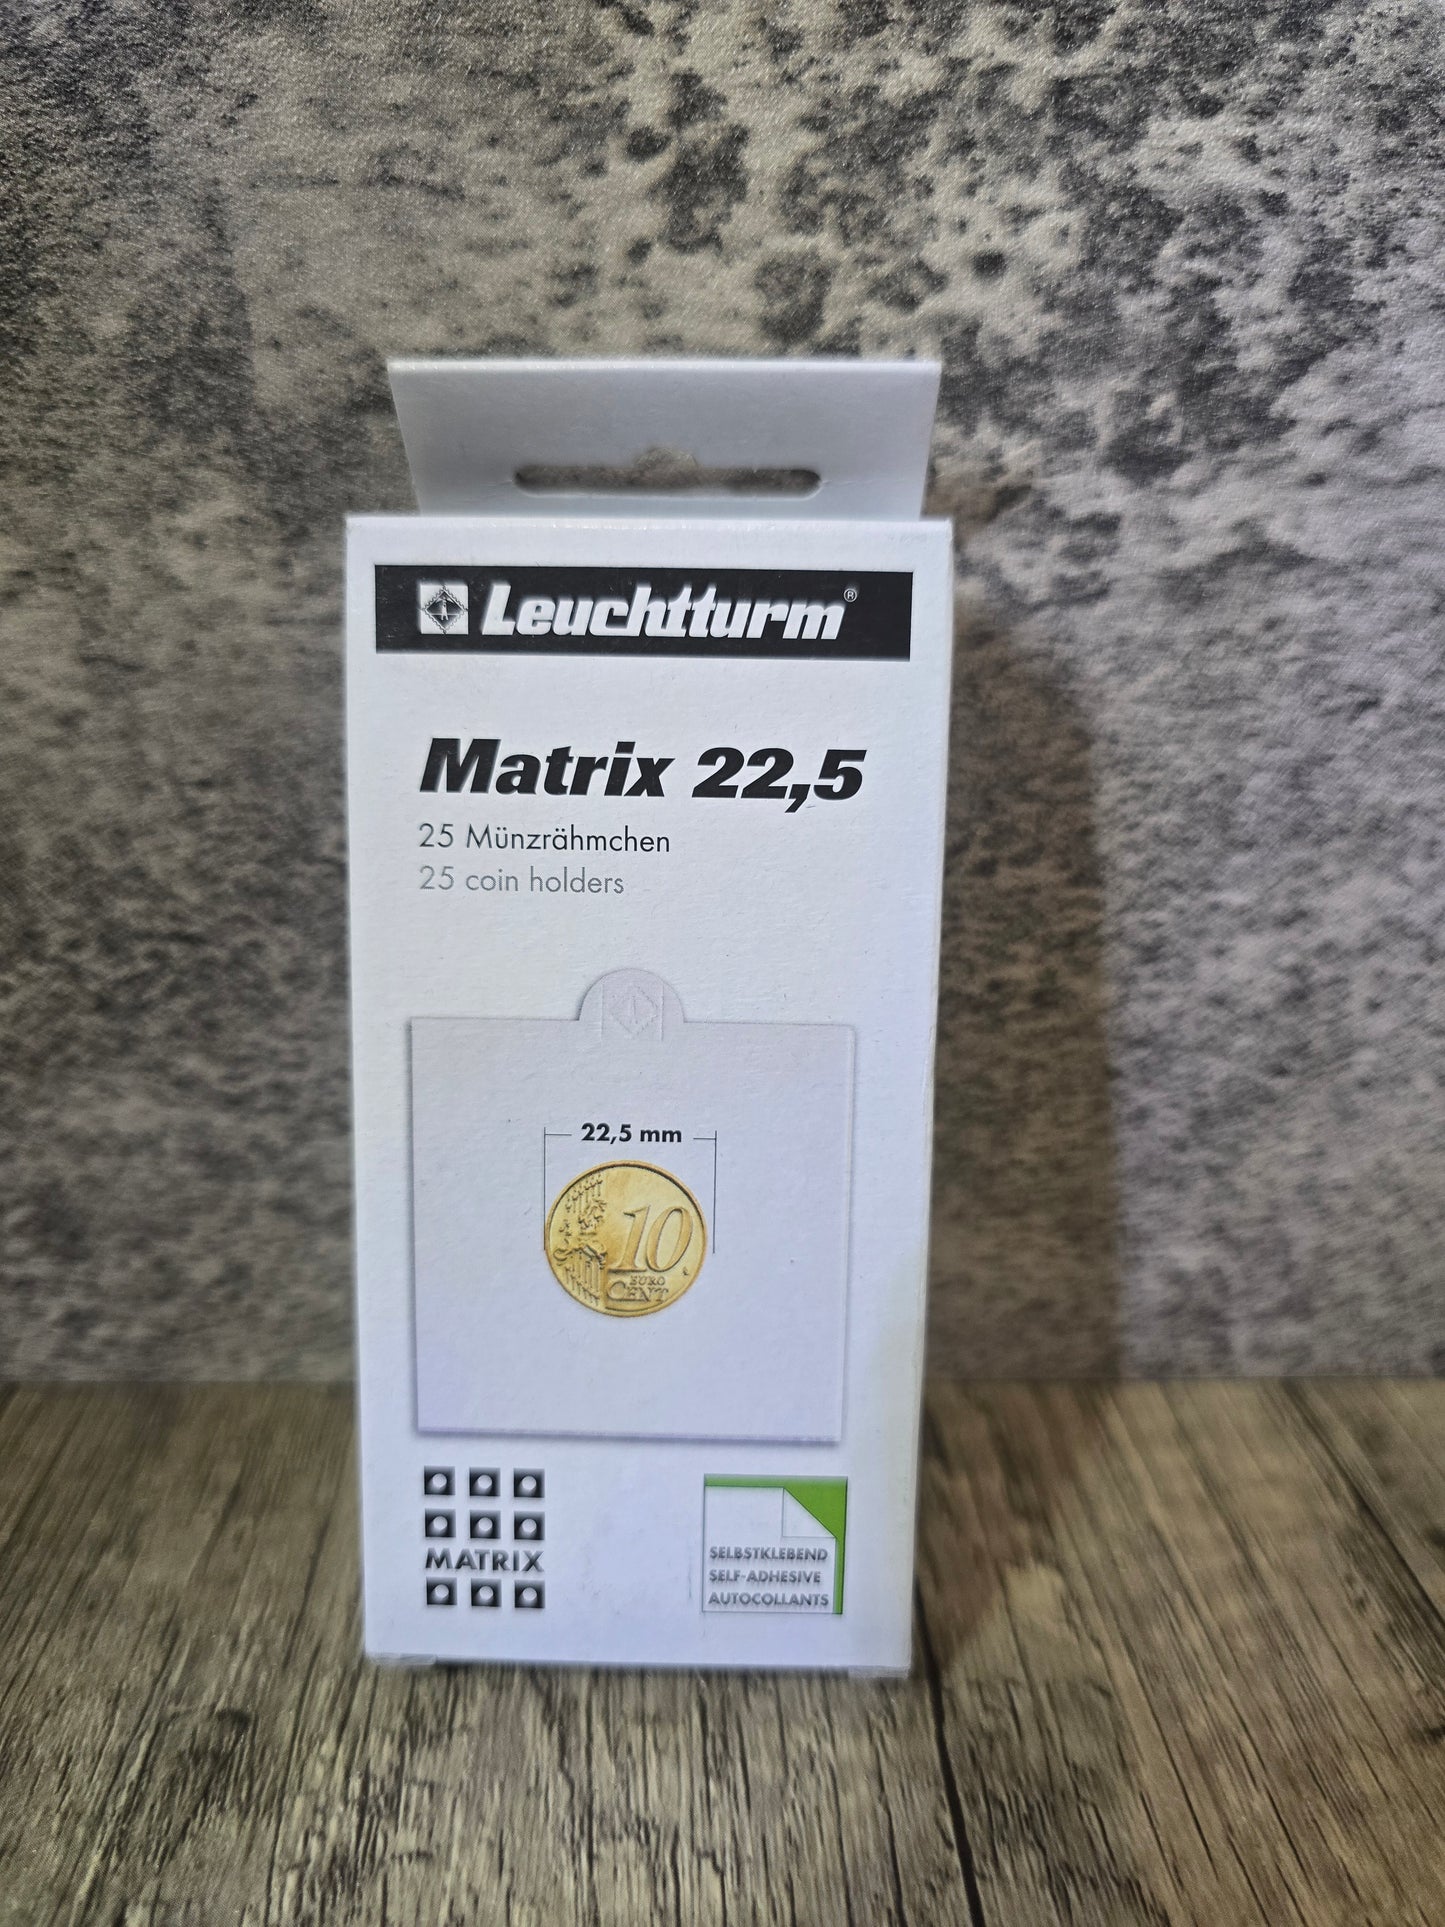 Leuchtturm®
Matrix 22,5
25 Münzrähmchen
25 coin holders
22,5 mm
10
EURO
CENT
MATRIX
SELBSTKLEBEND
SELF-ADHESIVE
AUTOCOLLANTS